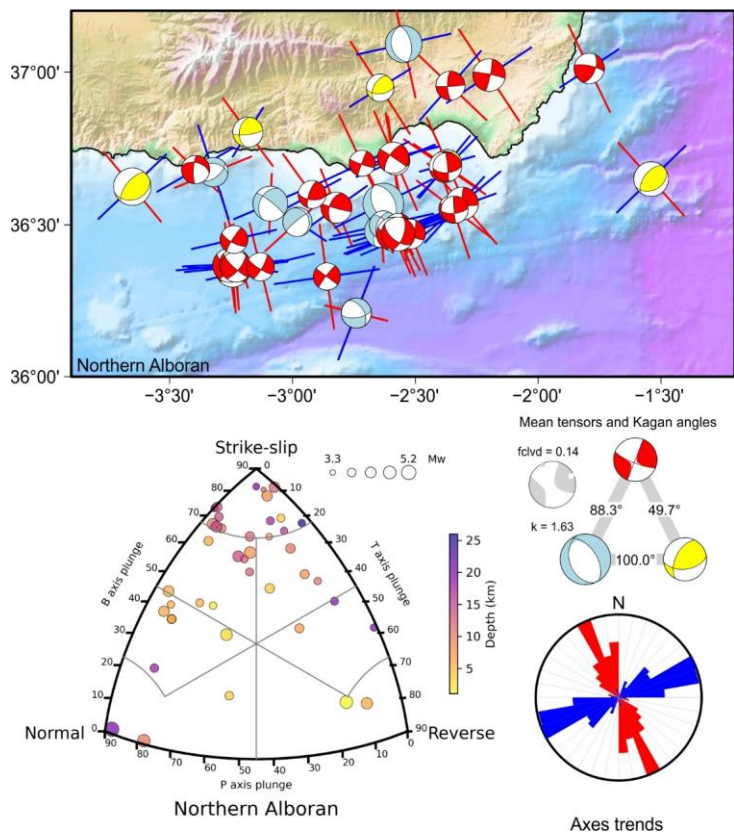 37°00'
36°30'
36°00'
Northern Alboran
−3°30' −3°00' −2°30' −2°00' −1°30'
Mean tensors and Kagan angles
fclvd = 0.14
88.3° 49.7°
k = 1.63
100.0°
Strike-slip
3.3 5.2 Mw
90 0
80 10
70 20
60 30
50 40
40 50
30 60
20 70
10 80
0 90
B axis plunge
T axis plunge
90 80 70 60 50 40 30 20 10 0
P axis plunge
Normal
Reverse
25
20
15
10
5
Depth (km)
Northern Alboran
N
Axes trends